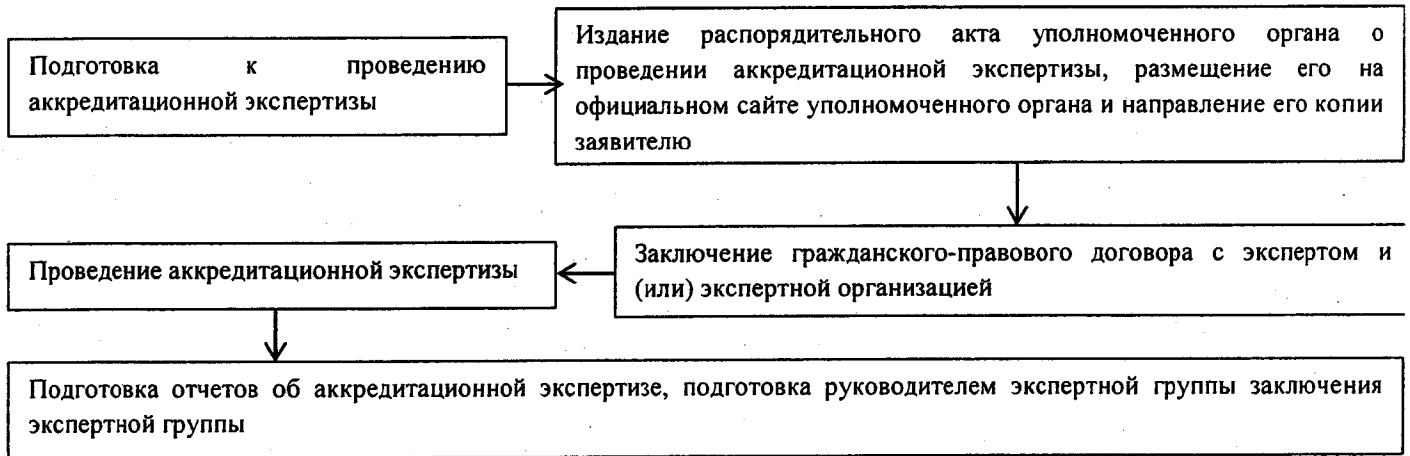 Подготовка к проведению
аккредитационной экспертизы
Издание распорядительного акта уполномоченного органа о
проведении аккредитационной экспертизы, размещение его на
официальном сайте уполномоченного органа и направление его копии
заявителю
Проведение аккредитационной экспертизы
Заключение гражданского-правового договора с экспертом и
(или) экспертной организацией
Подготовка отчетов об аккредитационной экспертизе, подготовка руководителем экспертной группы заключения
экспертной группы